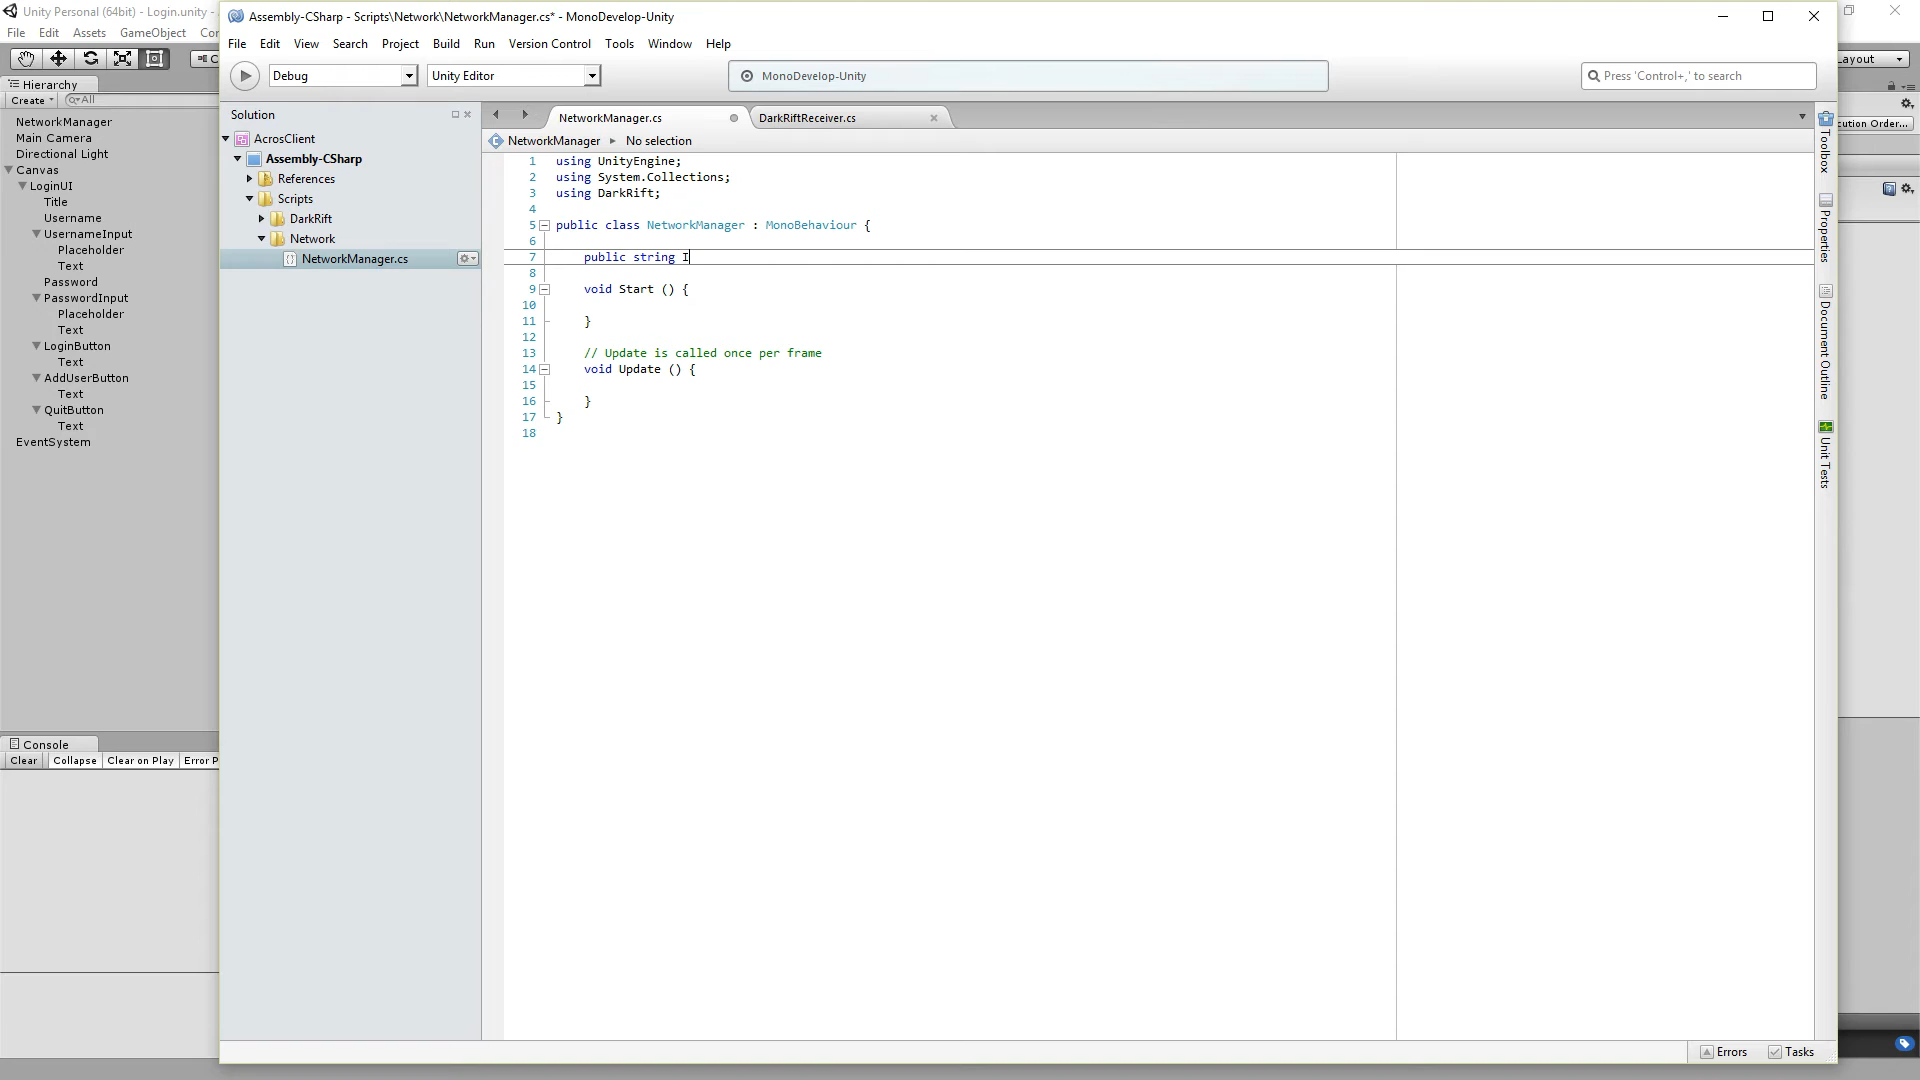 Unity Personal (64bit) - Login.unity -
File Edit Assets GameObject Co
Hierarchy
Create All
NetworkManager
Main Camera
Directional Light
Canvas
LoginUI
Title
Username
UsernameInput
Placeholder
Text
Password
PasswordInput
Placeholder
Text
LoginButton
Text
AddUserButton
Text
QuitButton
Text
EventSystem
Console
Clear Collapse Clear on Play Error P
Assembly-CSharp - Scripts\Network\NetworkManager.cs* - MonoDevelop-Unity
File Edit View Search Project Build Run Version Control Tools Window Help
Debug Unity Editor MonoDevelop-Unity Press 'Control+,' to search
Solution
AcrosClient
Assembly-CSharp
References
Scripts
DarkRift
Network
NetworkManager.cs
NetworkManager.cs DarkRiftReceiver.cs
NetworkManager No selection
1 using UnityEngine;
2 using System.Collections;
3 using DarkRift;
4
5 public class NetworkManager : MonoBehaviour {
6
7 public string I
8
9 void Start () {
10
11 }
12
13 // Update is called once per frame
14 void Update () {
15
16 }
17 }
18
Toolbox
Properties
Document Outline
Unit Tests
Errors Tasks
ayout
cution Order...